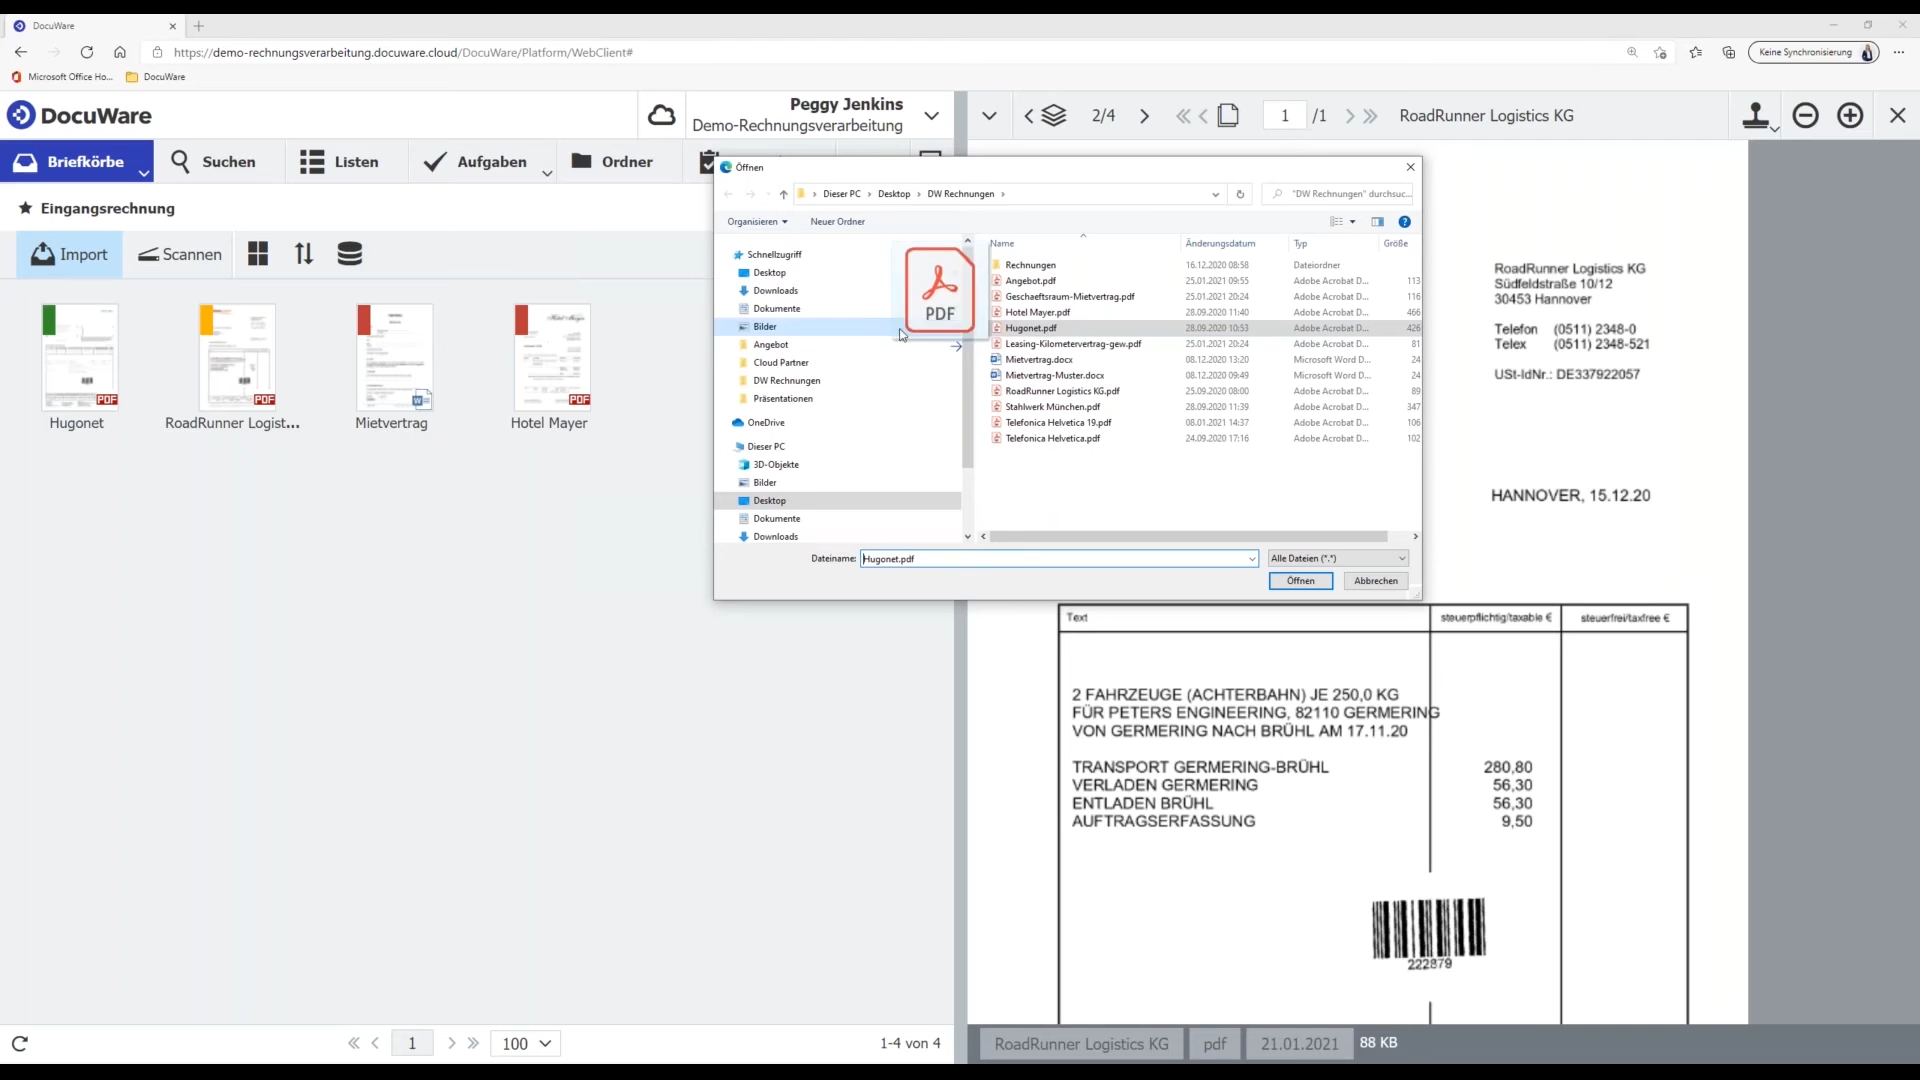 DocuWare
https://demo-rechnungsverarbeitung.docuware.cloud/DocuWare/Platform/WebClient#
Keine Synchronisierung
Microsoft Office Ho...
DocuWare
DocuWare
Peggy Jenkins
Demo-Rechnungsverarbeitung
2/4
1 /1
RoadRunner Logistics KG
Briefkörbe
Suchen
Listen
Aufgaben
Ordner
Eingangsrechnung
Import
Scannen
Hugonet
RoadRunner Logist...
Mietvertrag
Hotel Mayer
PDF
PDF
W
PDF
Öffnen
Dieser PC
Desktop
DW Rechnungen
"DW Rechnungen" durchsuc...
Organisieren
Neuer Ordner
Schnellzugriff
Desktop
Downloads
Dokumente
Bilder
Angebot
Cloud Partner
DW Rechnungen
Präsentationen
OneDrive
Dieser PC
3D-Objekte
Bilder
Desktop
Dokumente
Downloads
PDF
Name Änderungsdatum Typ Größe
Rechnungen 16.12.2020 08:58 Dateiordner
Angebot.pdf 25.01.2021 09:55 Adobe Acrobat D... 113
Geschaeftsraum-Mietvertrag.pdf 25.01.2021 20:24 Adobe Acrobat D... 116
Hotel Mayer.pdf 28.09.2020 11:40 Adobe Acrobat D... 466
Hugonet.pdf 28.09.2020 10:53 Adobe Acrobat D... 426
Leasing-Kilometervertrag-gew.pdf 25.01.2021 20:24 Adobe Acrobat D... 81
Mietvertrag.docx 08.12.2020 13:20 Microsoft Word D... 24
Mietvertrag-Muster.docx 08.12.2020 09:49 Microsoft Word D... 24
RoadRunner Logistics KG.pdf 25.09.2020 08:00 Adobe Acrobat D... 89
Stahlwerk München.pdf 28.09.2020 11:39 Adobe Acrobat D... 347
Telefonica Helvetica 19.pdf 08.01.2021 14:37 Adobe Acrobat D... 106
Telefonica Helvetica.pdf 24.09.2020 17:16 Adobe Acrobat D... 102
Dateiname: Hugonet.pdf
Alle Dateien (*.*)
Öffnen
Abbrechen
RoadRunner Logistics KG
Südfeldstraße 10/12
30453 Hannover
Telefon (0511) 2348-0
Telex (0511) 2348-521
USt-IdNr.: DE337922057
HANNOVER, 15.12.20
Text steuerpflichtig/taxable € steuerfrei/taxfree €
2 FAHRZEUGE (ACHTERBAHN) JE 250,0 KG
FÜR PETERS ENGINEERING, 82110 GERMERING
VON GERMERING NACH BRÜHL AM 17.11.20
TRANSPORT GERMERING-BRÜHL 280,80
VERLADEN GERMERING 56,30
ENTLADEN BRÜHL 56,30
AUFTRAGSERFASSUNG 9,50
222879
1
100
1-4 von 4
RoadRunner Logistics KG
pdf
21.01.2021
88 KB